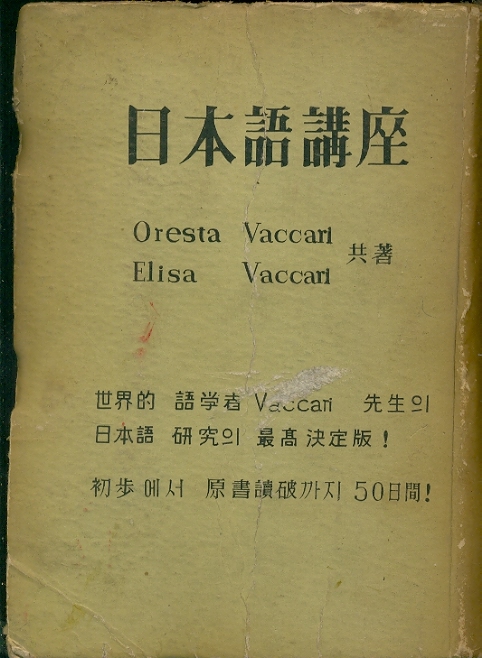 日本語講座
Oresta Vaccari
Elisa Vaccari 共著
世界的 語学者 Vaccari 先生의
日本語 研究의 最高決定版!
初歩에서 原書讀破까지 50日間!